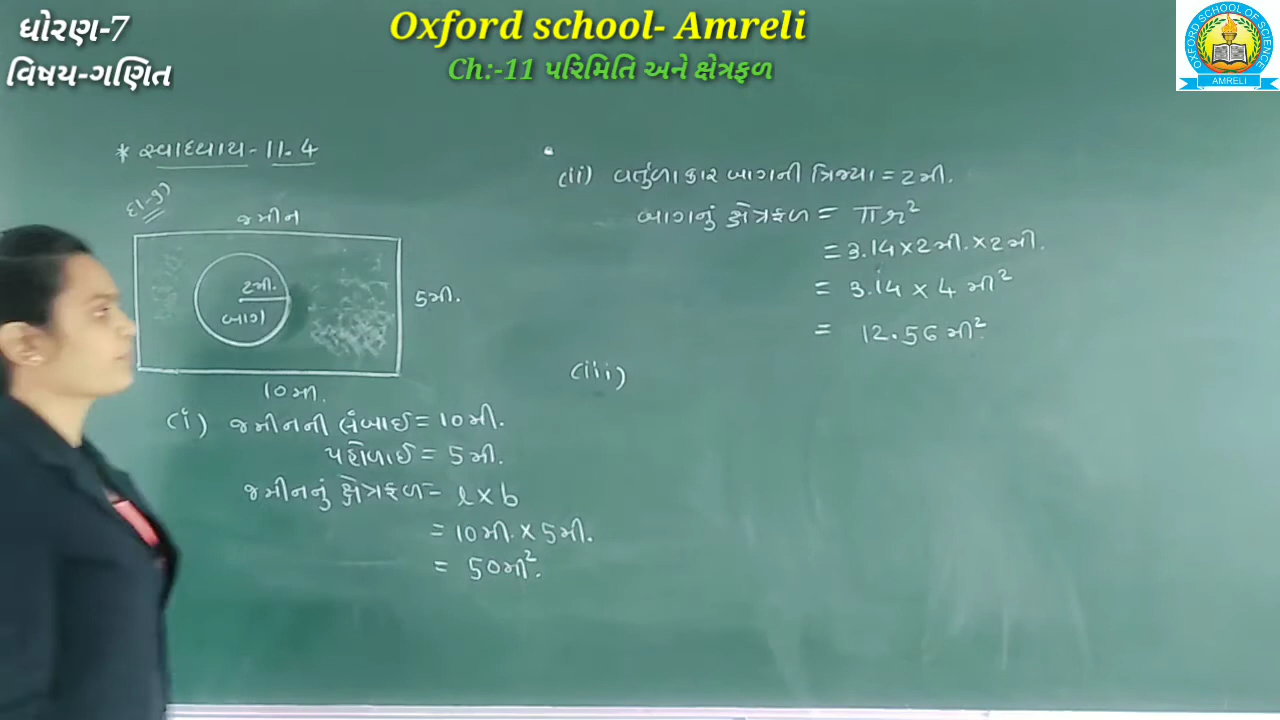 ધોરણ-7
વિષય-ગણિત
Oxford school- Amreli
Ch:-11 પરિમિતિ અને ક્ષેત્રફળ
OXFORD SCHOOL OF SCIENCE
AMRELI
* સ્વાધ્યાય-11.4
દા-3)
જમીન
2મી.
બાગ
5મી.
10મી.
(i) જમીનની લંબાઈ = 10મી.
પહોળાઈ = 5મી.
જમીનનું ક્ષેત્રફળ = l×b
= 10મી. × 5મી.
= 50મી².
(ii) વર્તુળાકાર બાગની ત્રિજ્યા = 2મી.
બાગનું ક્ષેત્રફળ = πr²
= 3.14×2મી.×2મી.
= 3.14 × 4 મી²
= 12.56 મી².
(iii)